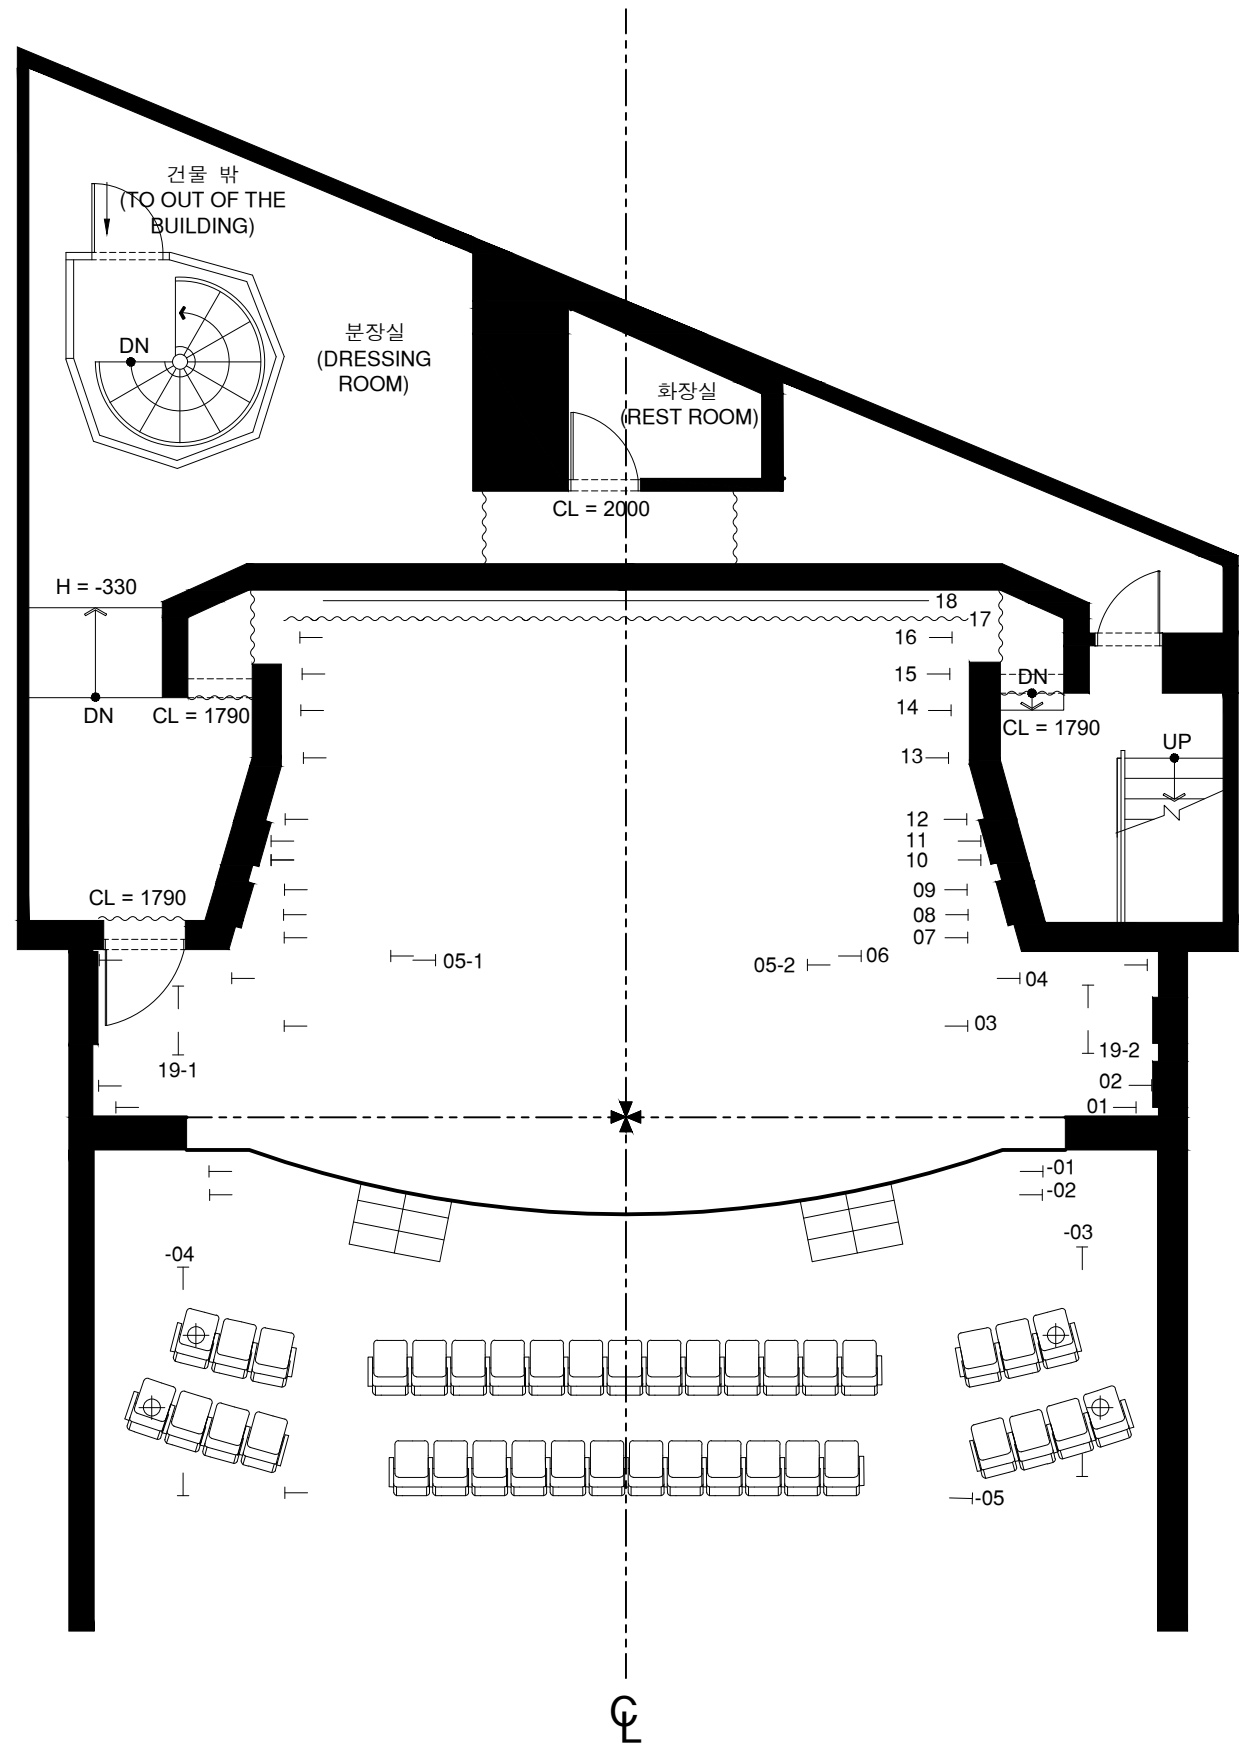 건물 밖
(TO OUT OF THE
BUILDING)
DN
분장실
(DRESSING
ROOM)
화장실
(REST ROOM)
CL = 2000
H = -330
DN
CL = 1790
18
17
16
15
14
13
12
11
10
09
08
07
DN
CL = 1790
UP
CL = 1790
05-1
05-2
06
04
03
19-1
19-2
02
01
-01
-02
-03
-04
-05
CL